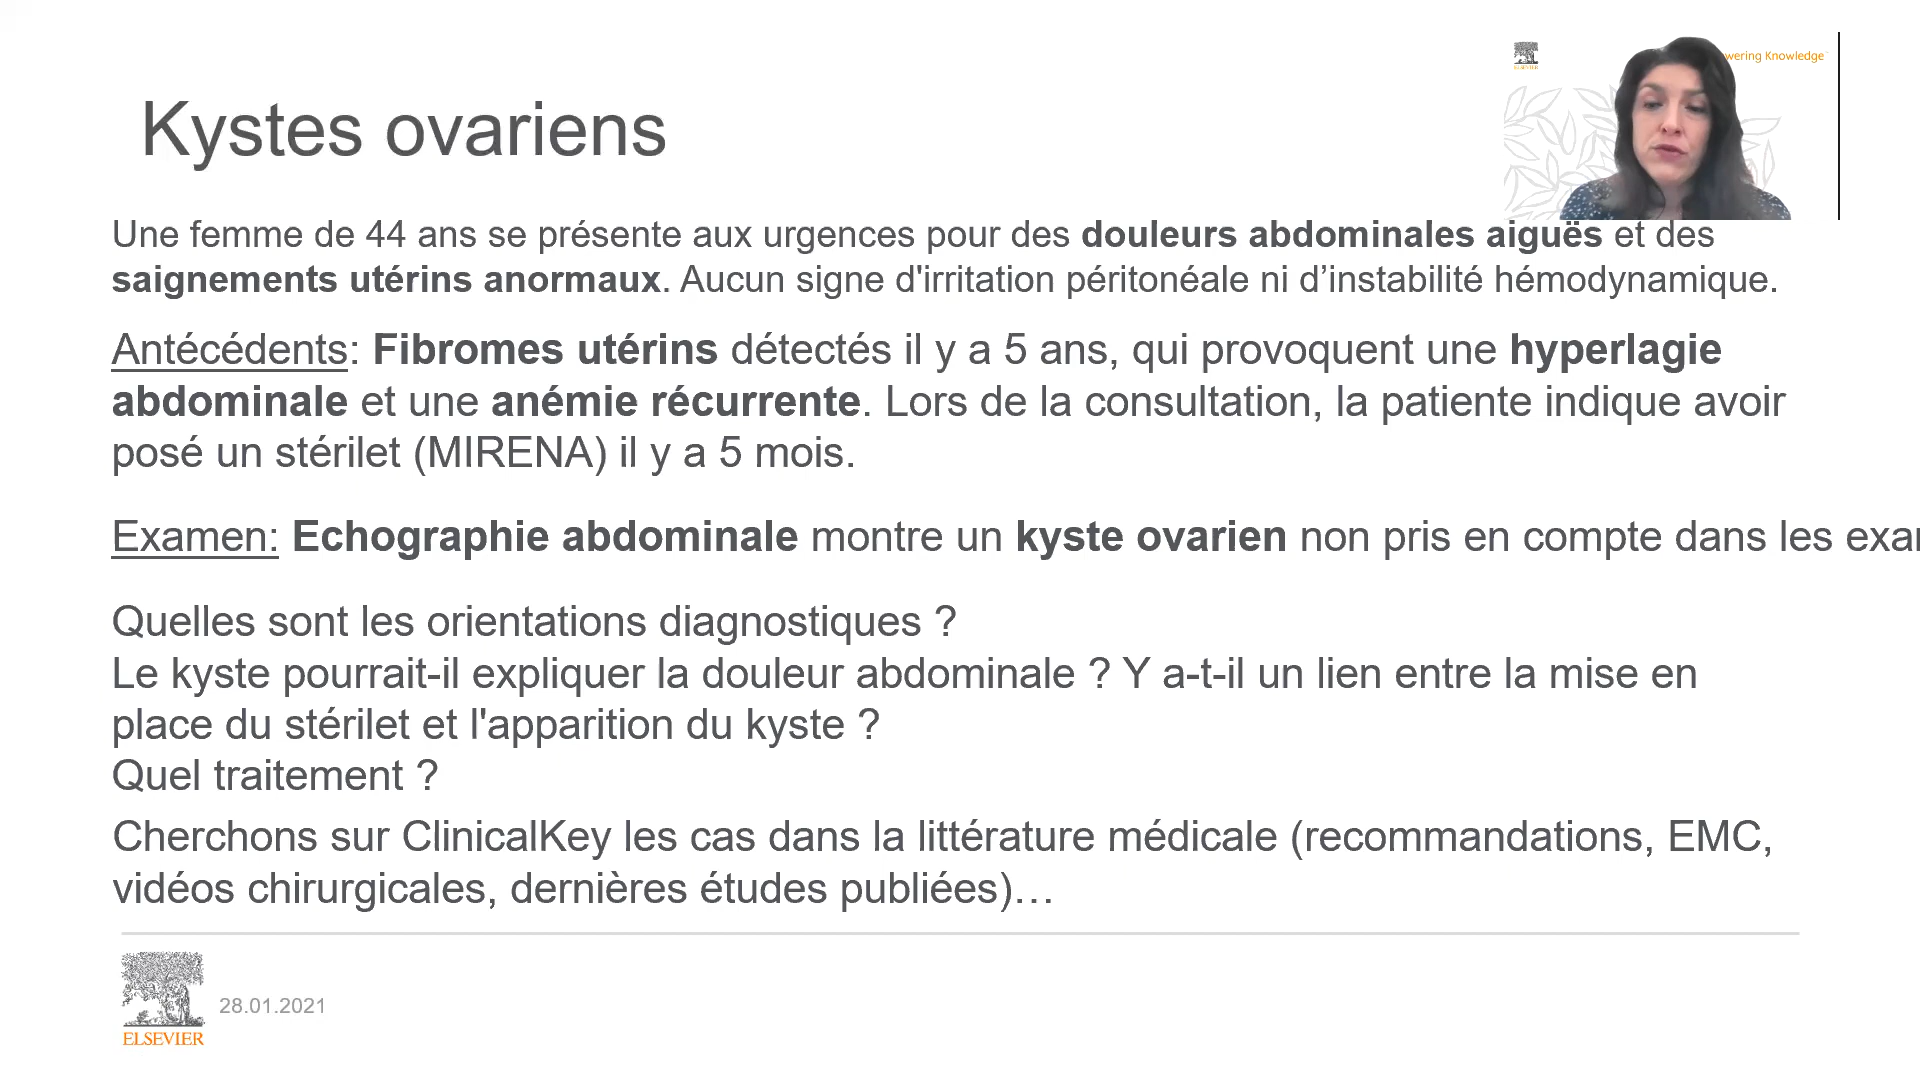 wering Knowledge
Kystes ovariens
Une femme de 44 ans se présente aux urgences pour des douleurs abdominales aiguës et des
saignements utérins anormaux. Aucun signe d'irritation péritonéale ni d’instabilité hémodynamique.
Antécédents: Fibromes utérins détectés il y a 5 ans, qui provoquent une hyperlagie
abdominale et une anémie récurrente. Lors de la consultation, la patiente indique avoir
posé un stérilet (MIRENA) il y a 5 mois.
Examen: Echographie abdominale montre un kyste ovarien non pris en compte dans les exa
Quelles sont les orientations diagnostiques ?
Le kyste pourrait-il expliquer la douleur abdominale ? Y a-t-il un lien entre la mise en
place du stérilet et l'apparition du kyste ?
Quel traitement ?
Cherchons sur ClinicalKey les cas dans la littérature médicale (recommandations, EMC,
vidéos chirurgicales, dernières études publiées)…
28.01.2021
ELSEVIER